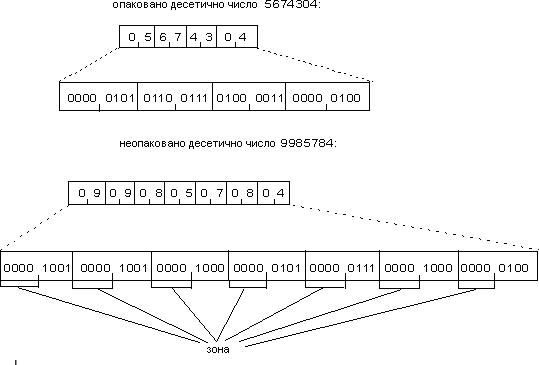 опаковано десетично число 5674304:
0 5 6 7 4 3 0 4
0000 0101 0110 0111 0100 0011 0000 0100
неопаковано десетично число 9985784:
0 9 0 9 0 8 0 5 0 7 0 8 0 4
0000 1001 0000 1001 0000 1000 0000 0101 0000 0111 0000 1000 0000 0100
зона